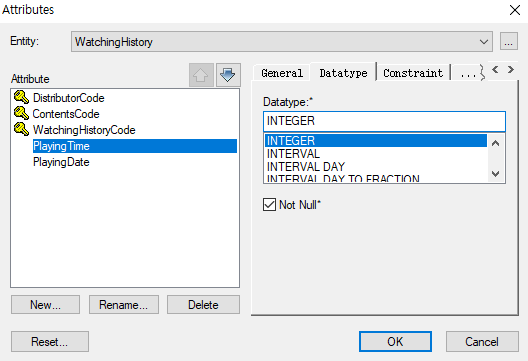 Attributes
Entity:
WatchingHistory
...
Attribute
DistributorCode
ContentsCode
WatchingHistoryCode
PlayingTime
PlayingDate
New...
Rename...
Delete
General
Datatype
Constraint
...
Datatype:*
INTEGER
INTEGER
INTERVAL
INTERVAL DAY
INTERVAL DAY TO FRACTION
Not Null*
Reset...
OK
Cancel